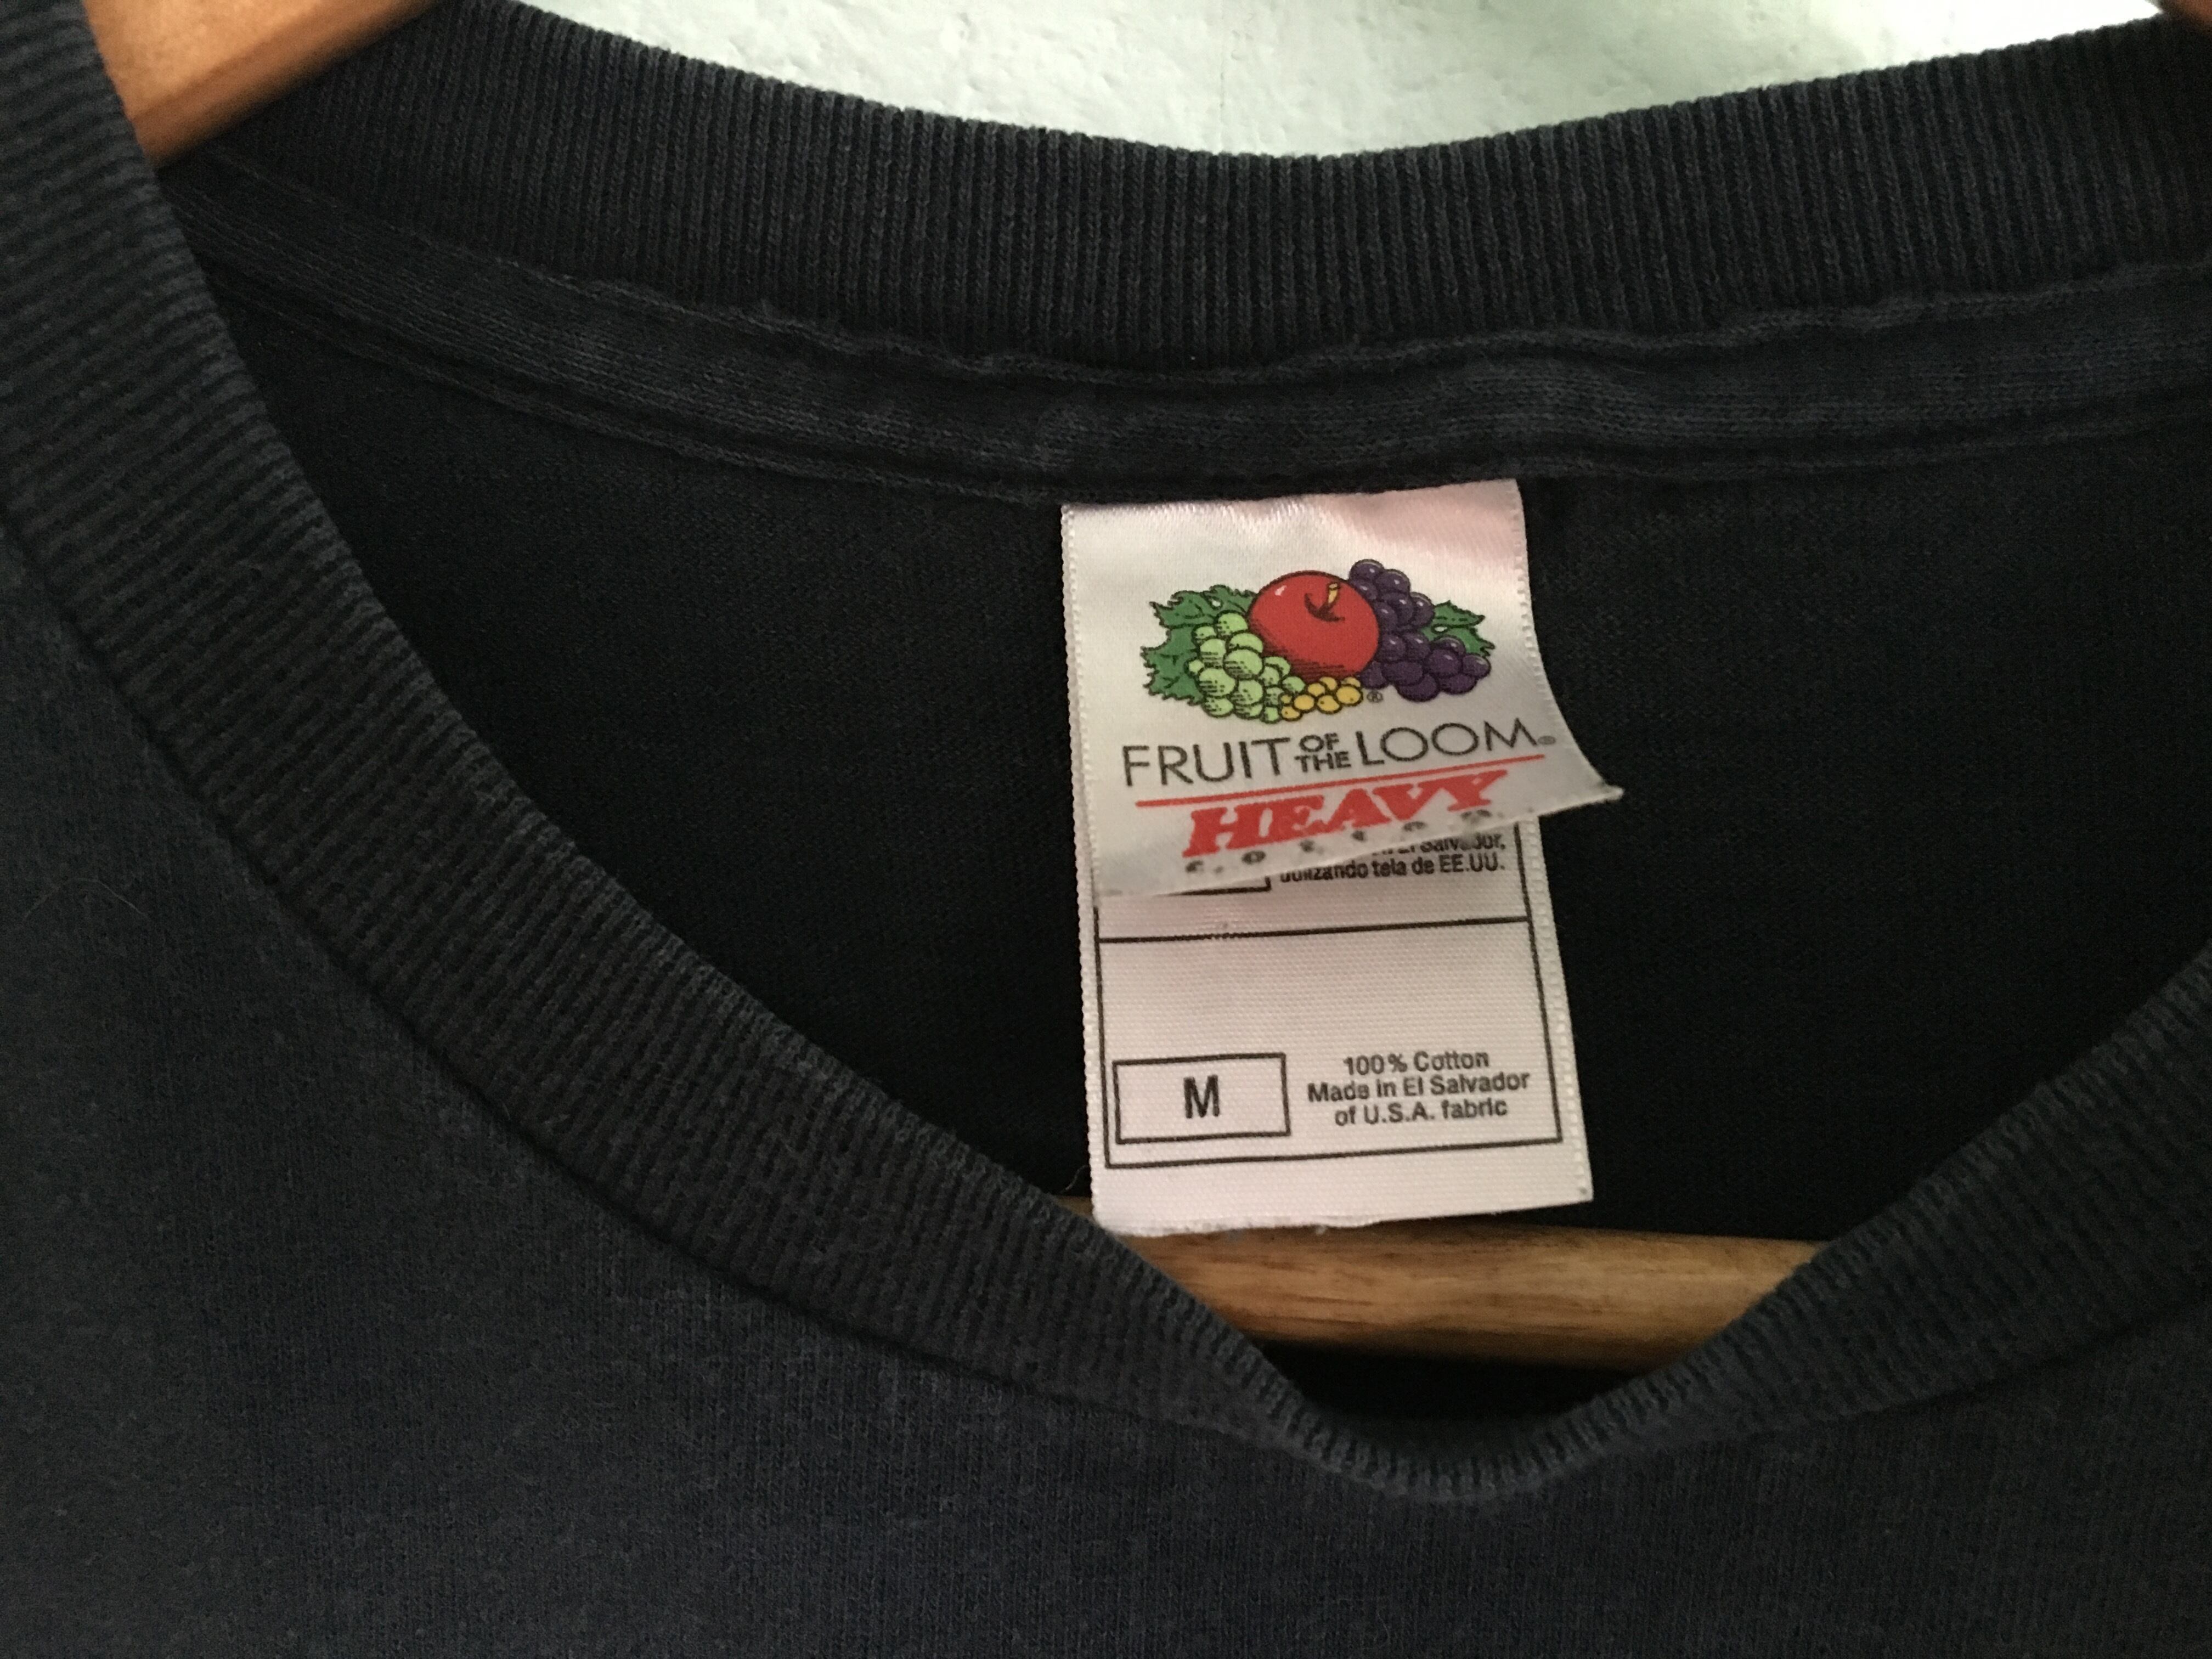 FRUIT OF THE LOOM®
HEAVY
utilizando tela de EE.UU.
M
100% Cotton
Made in El Salvador
of U.S.A. fabric